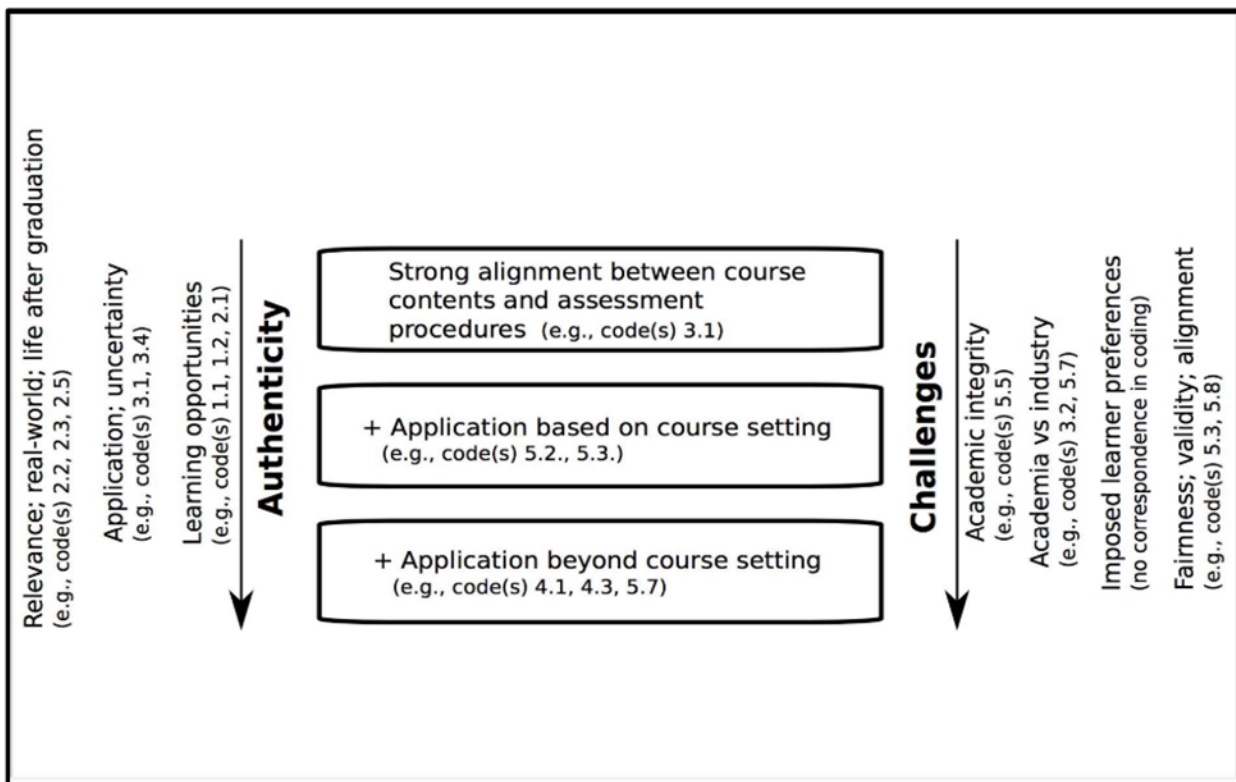 Relevance; real-world; life after graduation
(e.g., code(s) 2.2, 2.3, 2.5)
Application; uncertainty
(e.g., code(s) 3.1, 3.4)
Learning opportunities
(e.g., code(s) 1.1, 1.2, 2.1)
Authenticity
Strong alignment between course
contents and assessment
procedures (e.g., code(s) 3.1)
+ Application based on course setting
(e.g., code(s) 5.2., 5.3.)
+ Application beyond course setting
(e.g., code(s) 4.1, 4.3, 5.7)
Challenges
Academic integrity
(e.g., code(s) 5.5)
Academia vs industry
(e.g., code(s) 3.2, 5.7)
Imposed learner preferences
(no correspondence in coding)
Fairmness; validity; alignment
(e.g., code(s) 5.3, 5.8)